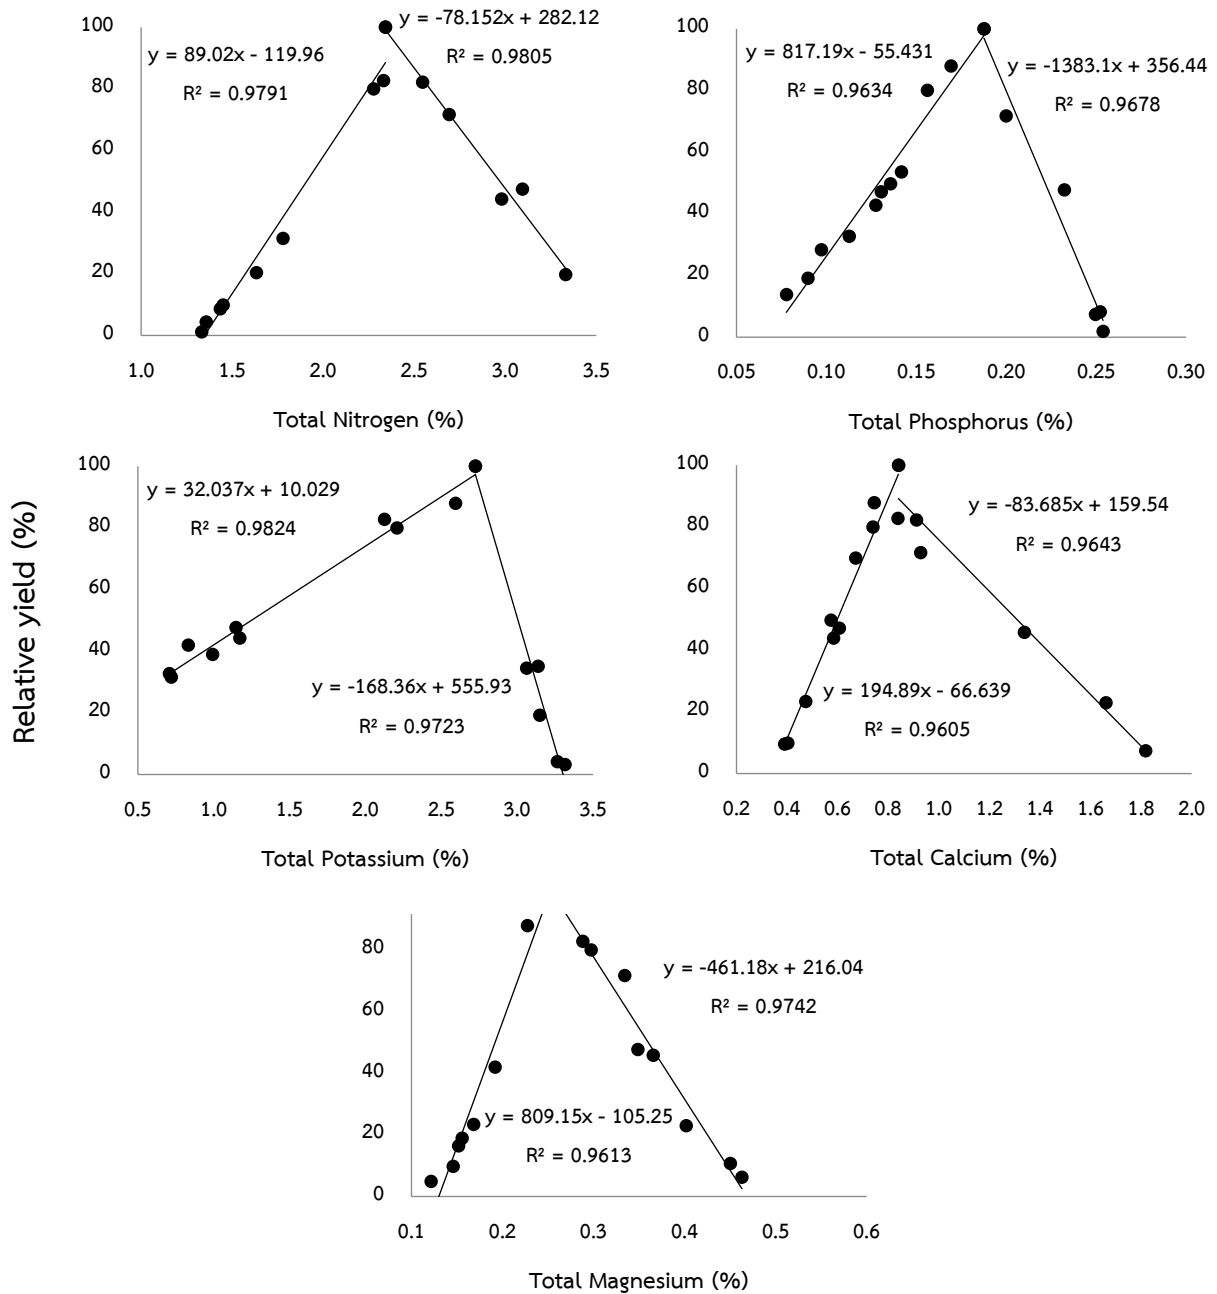 Relative yield (%)
y = 89.02x - 119.96
R² = 0.9791
y = -78.152x + 282.12
R² = 0.9805
100
80
60
40
20
0
1.0 1.5 2.0 2.5 3.0 3.5
Total Nitrogen (%)
y = 817.19x - 55.431
R² = 0.9634
y = -1383.1x + 356.44
R² = 0.9678
100
80
60
40
20
0
0.05 0.10 0.15 0.20 0.25 0.30
Total Phosphorus (%)
y = 32.037x + 10.029
R² = 0.9824
y = -168.36x + 555.93
R² = 0.9723
100
80
60
40
20
0
0.5 1.0 1.5 2.0 2.5 3.0 3.5
Total Potassium (%)
y = -83.685x + 159.54
R² = 0.9643
y = 194.89x - 66.639
R² = 0.9605
100
80
60
40
20
0
0.2 0.4 0.6 0.8 1.0 1.2 1.4 1.6 1.8 2.0
Total Calcium (%)
y = -461.18x + 216.04
R² = 0.9742
y = 809.15x - 105.25
R² = 0.9613
80
60
40
20
0
0.1 0.2 0.3 0.4 0.5 0.6
Total Magnesium (%)